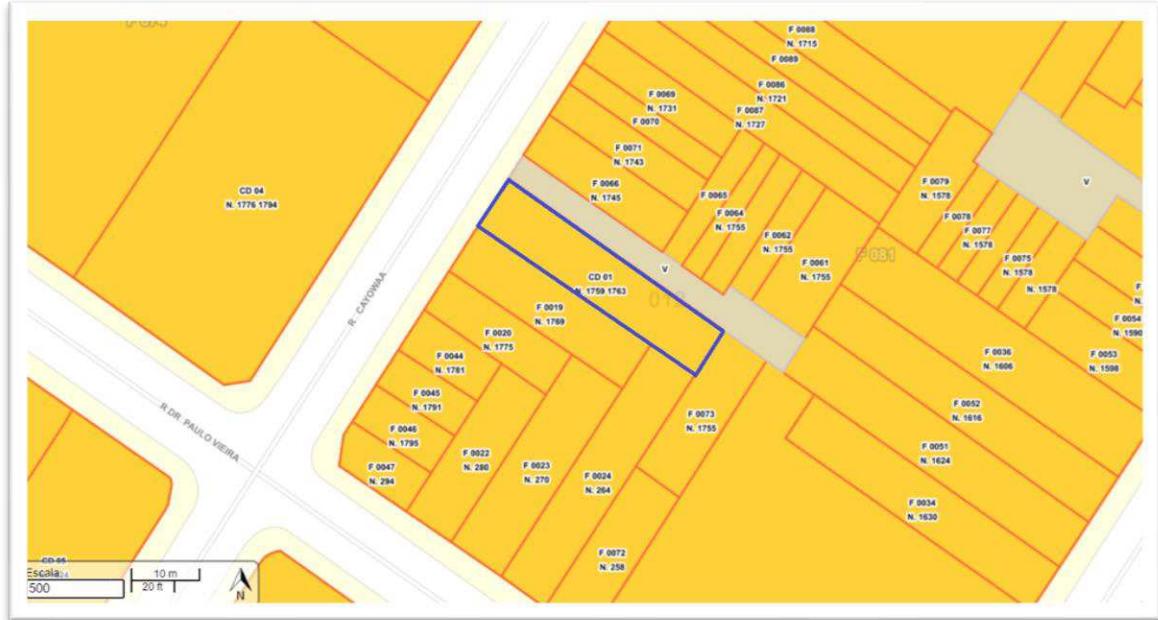 F 0088
N. 1715
F 0089
F 0086
N. 1721
F 0087
N. 1727
F 0069
N. 1731
F 0070
F 0071
N. 1743
F 0066
N. 1745
F 0065
F 0064
N. 1755
F 0062
N. 1755
F 0061
N. 1755
F 0079
N. 1578
F 0078
F 0077
N. 1578
F 0075
N. 1578
N. 1578
V
CD 04
N. 1776 1794
V
CD 01
N. 1759 1763
F 0019
N. 1769
F 0020
N. 1775
F 0044
N. 1781
F 0045
N. 1791
F 0046
N. 1795
F 0047
N. 294
F 0022
N. 280
F 0023
N. 270
F 0024
N. 264
F 0073
N. 1755
F 0072
N. 258
F 0036
N. 1606
F 0052
N. 1616
F 0051
N. 1624
F 0034
N. 1630
F 0054
N. 1590
F 0053
N. 1598
R CAYOWAA
R DR PAULO VIEIRA
CD 05
Escala:
500
10 m
20 ft
N